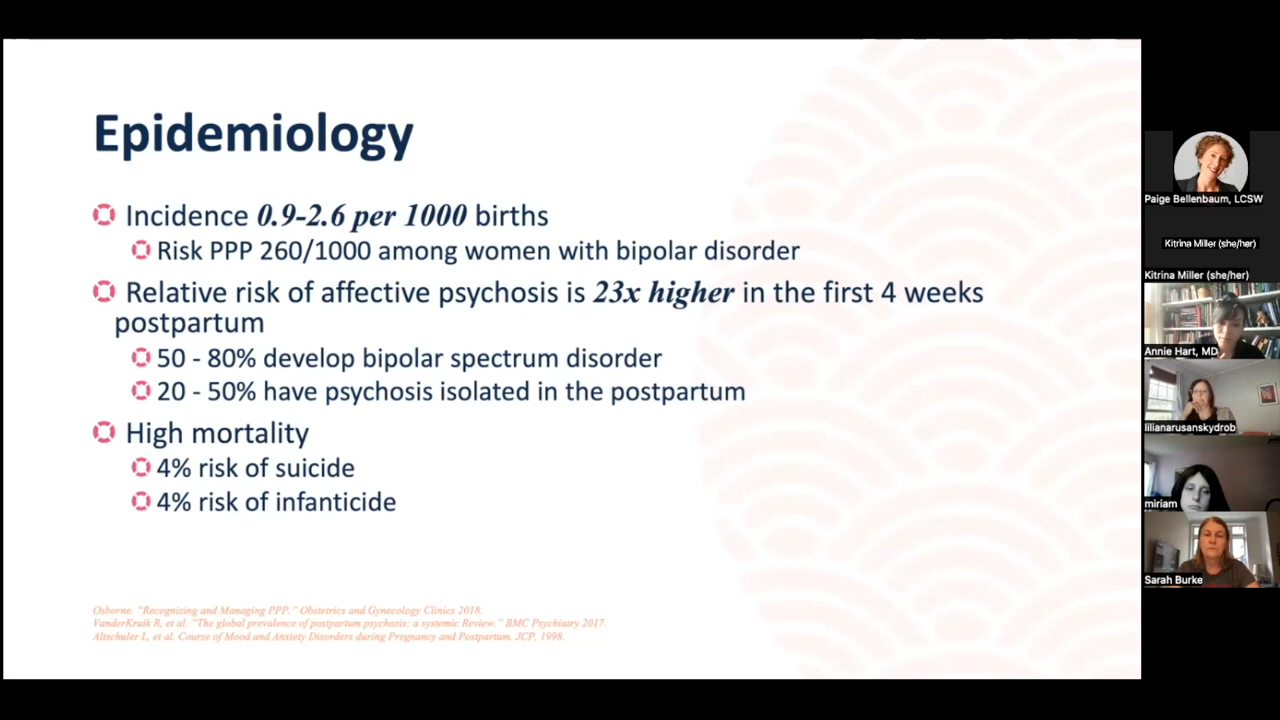 Epidemiology
Incidence 0.9-2.6 per 1000 births
Risk PPP 260/1000 among women with bipolar disorder
Relative risk of affective psychosis is 23x higher in the first 4 weeks
postpartum
50 - 80% develop bipolar spectrum disorder
20 - 50% have psychosis isolated in the postpartum
High mortality
4% risk of suicide
4% risk of infanticide
Osborne. "Recognizing and Managing PPP." Obstetrics and Gynecology Clinics 2018.
VanderKruik R, et al. "The global prevalence of postpartum psychosis: a systemic Review." BMC Psychiatry 2017.
Altschuler L, et al. Course of Mood and Anxiety Disorders during Pregnancy and Postpartum. JCP, 1998.
Paige Bellenbaum, LCSW
Kitrina Miller (she/her)
Kitrina Miller (she/her)
Annie Hart, MD
lilianarusanskydrob
miriam
Sarah Burke